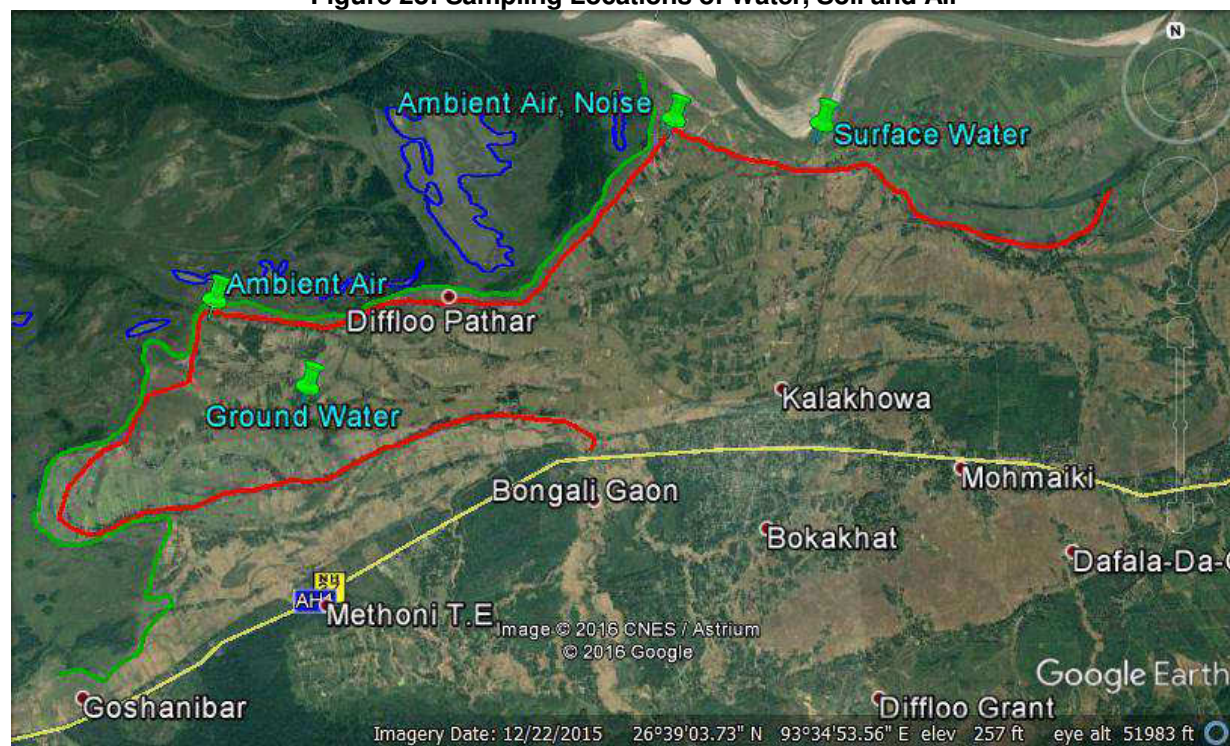 Figure 23: Sampling Locations of Water, Soil and Air
N
Ambient Air, Noise
Surface Water
Ambient Air
Diffloo Pathar
Ground Water
Kalakhowa
Mohmaiki
Bongali Gaon
Bokakhat
Dafala-Da-
AH1
Methoni T.E.
Image © 2016 CNES / Astrium
© 2016 Google
Google Earth
Goshanibar
Diffloo Grant
Imagery Date: 12/22/2015 26°39'03.73" N 93°34'53.56" E elev 257 ft eye alt 51983 ft